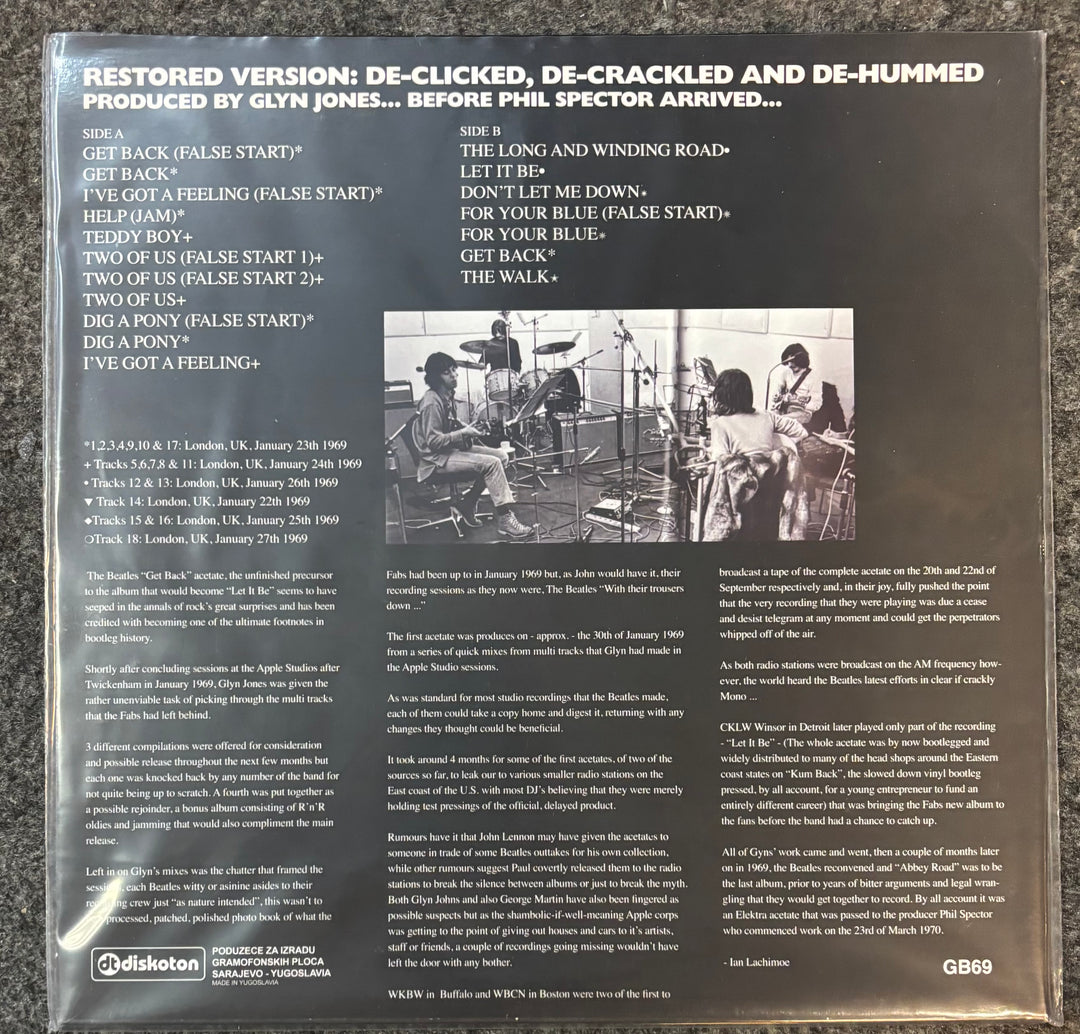 RESTORED VERSION: DE-CLICKED, DE-CRACKLED AND DE-HUMMED
PRODUCED BY GLYN JONES... BEFORE PHIL SPECTOR ARRIVED...
SIDE A
GET BACK (FALSE START)*
GET BACK*
I'VE GOT A FEELING (FALSE START)*
HELP (JAM)*
TEDDY BOY+
TWO OF US (FALSE START 1)+
TWO OF US (FALSE START 2)+
TWO OF US+
DIG A PONY (FALSE START)*
DIG A PONY*
I'VE GOT A FEELING+
SIDE B
THE LONG AND WINDING ROAD•
LET IT BE•
DON'T LET ME DOWN*
FOR YOUR BLUE (FALSE START)*
FOR YOUR BLUE*
GET BACK*
THE WALK*
*1,2,3,4,9,10 & 17: London, UK, January 23th 1969
+ Tracks 5,6,7,8 & 11: London, UK, January 24th 1969
• Tracks 12 & 13: London, UK, January 26th 1969
▼ Track 14: London, UK, January 22th 1969
◆Tracks 15 & 16: London, UK, January 25th 1969
❍Track 18: London, UK, January 27th 1969
The Beatles "Get Back" acetate, the unfinished precursor
to the album that would become "Let It Be" seems to have
seeped in the annals of rock's great surprises and has been
credited with becoming one of the ultimate footnotes in
bootleg history.
Shortly after concluding sessions at the Apple Studios after
Twickenham in January 1969, Glyn Jones was given the
rather unenviable task of picking through the multi tracks
that the Fabs had left behind.
3 different compilations were offered for consideration
and possible release throughout the next few months but
each one was knocked back by any number of the band for
not quite being up to scratch. A fourth was put together as
a possible rejoinder, a bonus album consisting of R'n'R
oldies and jamming that would also compliment the main
release.
Left in on Glyn's mixes was the chatter that framed the
each Beatles witty or asinine asides to their
crew just "as nature intended", this wasn't to
processed, patched, polished photo book of what the
Fabs had been up to in January 1969 but, as John would have it, their
recording sessions as they now were, The Beatles "With their trousers
down ..."
The first acetate was produces on - approx. - the 30th of January 1969
from a series of quick mixes from multi tracks that Glyn had made in
the Apple Studio sessions.
As was standard for most studio recordings that the Beatles made,
each of them could take a copy home and digest it, returning with any
changes they thought could be beneficial.
It took around 4 months for some of the first acetates, of two of the
sources so far, to leak our to various smaller radio stations on the
East coast of the U.S. with most DJ's believing that they were merely
holding test pressings of the official, delayed product.
Rumours have it that John Lennon may have given the acetates to
someone in trade of some Beatles outtakes for his own collection,
while other rumours suggest Paul covertly released them to the radio
stations to break the silence between albums or just to break the myth.
Both Glyn Johns and also George Martin have also been fingered as
possible suspects but as the shambolic-if-well-meaning Apple corps
was getting to the point of giving out houses and cars to it's artists,
staff or friends, a couple of recordings going missing wouldn't have
left the door with any bother.
WKBW in Buffalo and WBCN in Boston were two of the first to
broadcast a tape of the complete acetate on the 20th and 22nd of
September respectively and, in their joy, fully pushed the point
that the very recording that they were playing was due a cease
and desist telegram at any moment and could get the perpetrators
whipped off of the air.
As both radio stations were broadcast on the AM frequency how-
ever, the world heard the Beatles latest efforts in clear if crackly
Mono ...
CKLW Winsor in Detroit later played only part of the recording
- "Let It Be" - (The whole acetate was by now bootlegged and
widely distributed to many of the head shops around the Eastern
coast states on "Kum Back", the slowed down vinyl bootleg
pressed, by all account, for a young entrepreneur to fund an
entirely different career) that was bringing the Fabs new album to
the fans before the band had a chance to catch up.
All of Gyns' work came and went, then a couple of months later
on in 1969, the Beatles reconvened and "Abbey Road" was to be
the last album, prior to years of bitter arguments and legal wran-
gling that they would get together to record. By all account it was
an Elektra acetate that was passed to the producer Phil Spector
who commenced work on the 23rd of March 1970.
- Ian Lachimoe
diskoton
PODUZECE ZA IZRADU
GRAMOFONSKIH PLOCA
SARAJEVO - YUGOSLAVIA
MADE IN YUGOSLAVIA
GB69